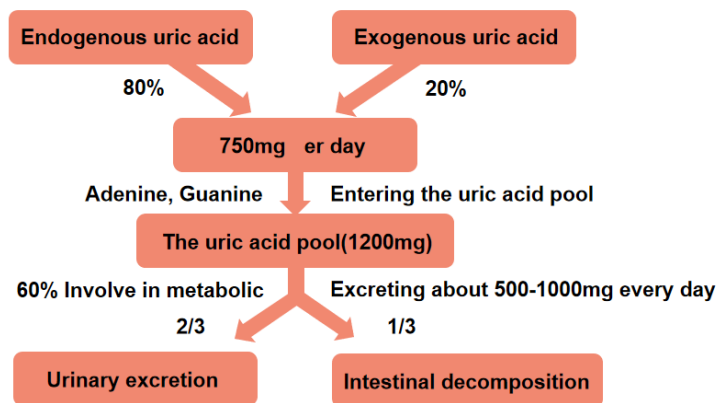 Endogenous uric acid
Exogenous uric acid
80%
20%
750mg er day
Adenine, Guanine
Entering the uric acid pool
The uric acid pool(1200mg)
60% Involve in metabolic
Excreting about 500-1000mg every day
2/3
1/3
Urinary excretion
Intestinal decomposition